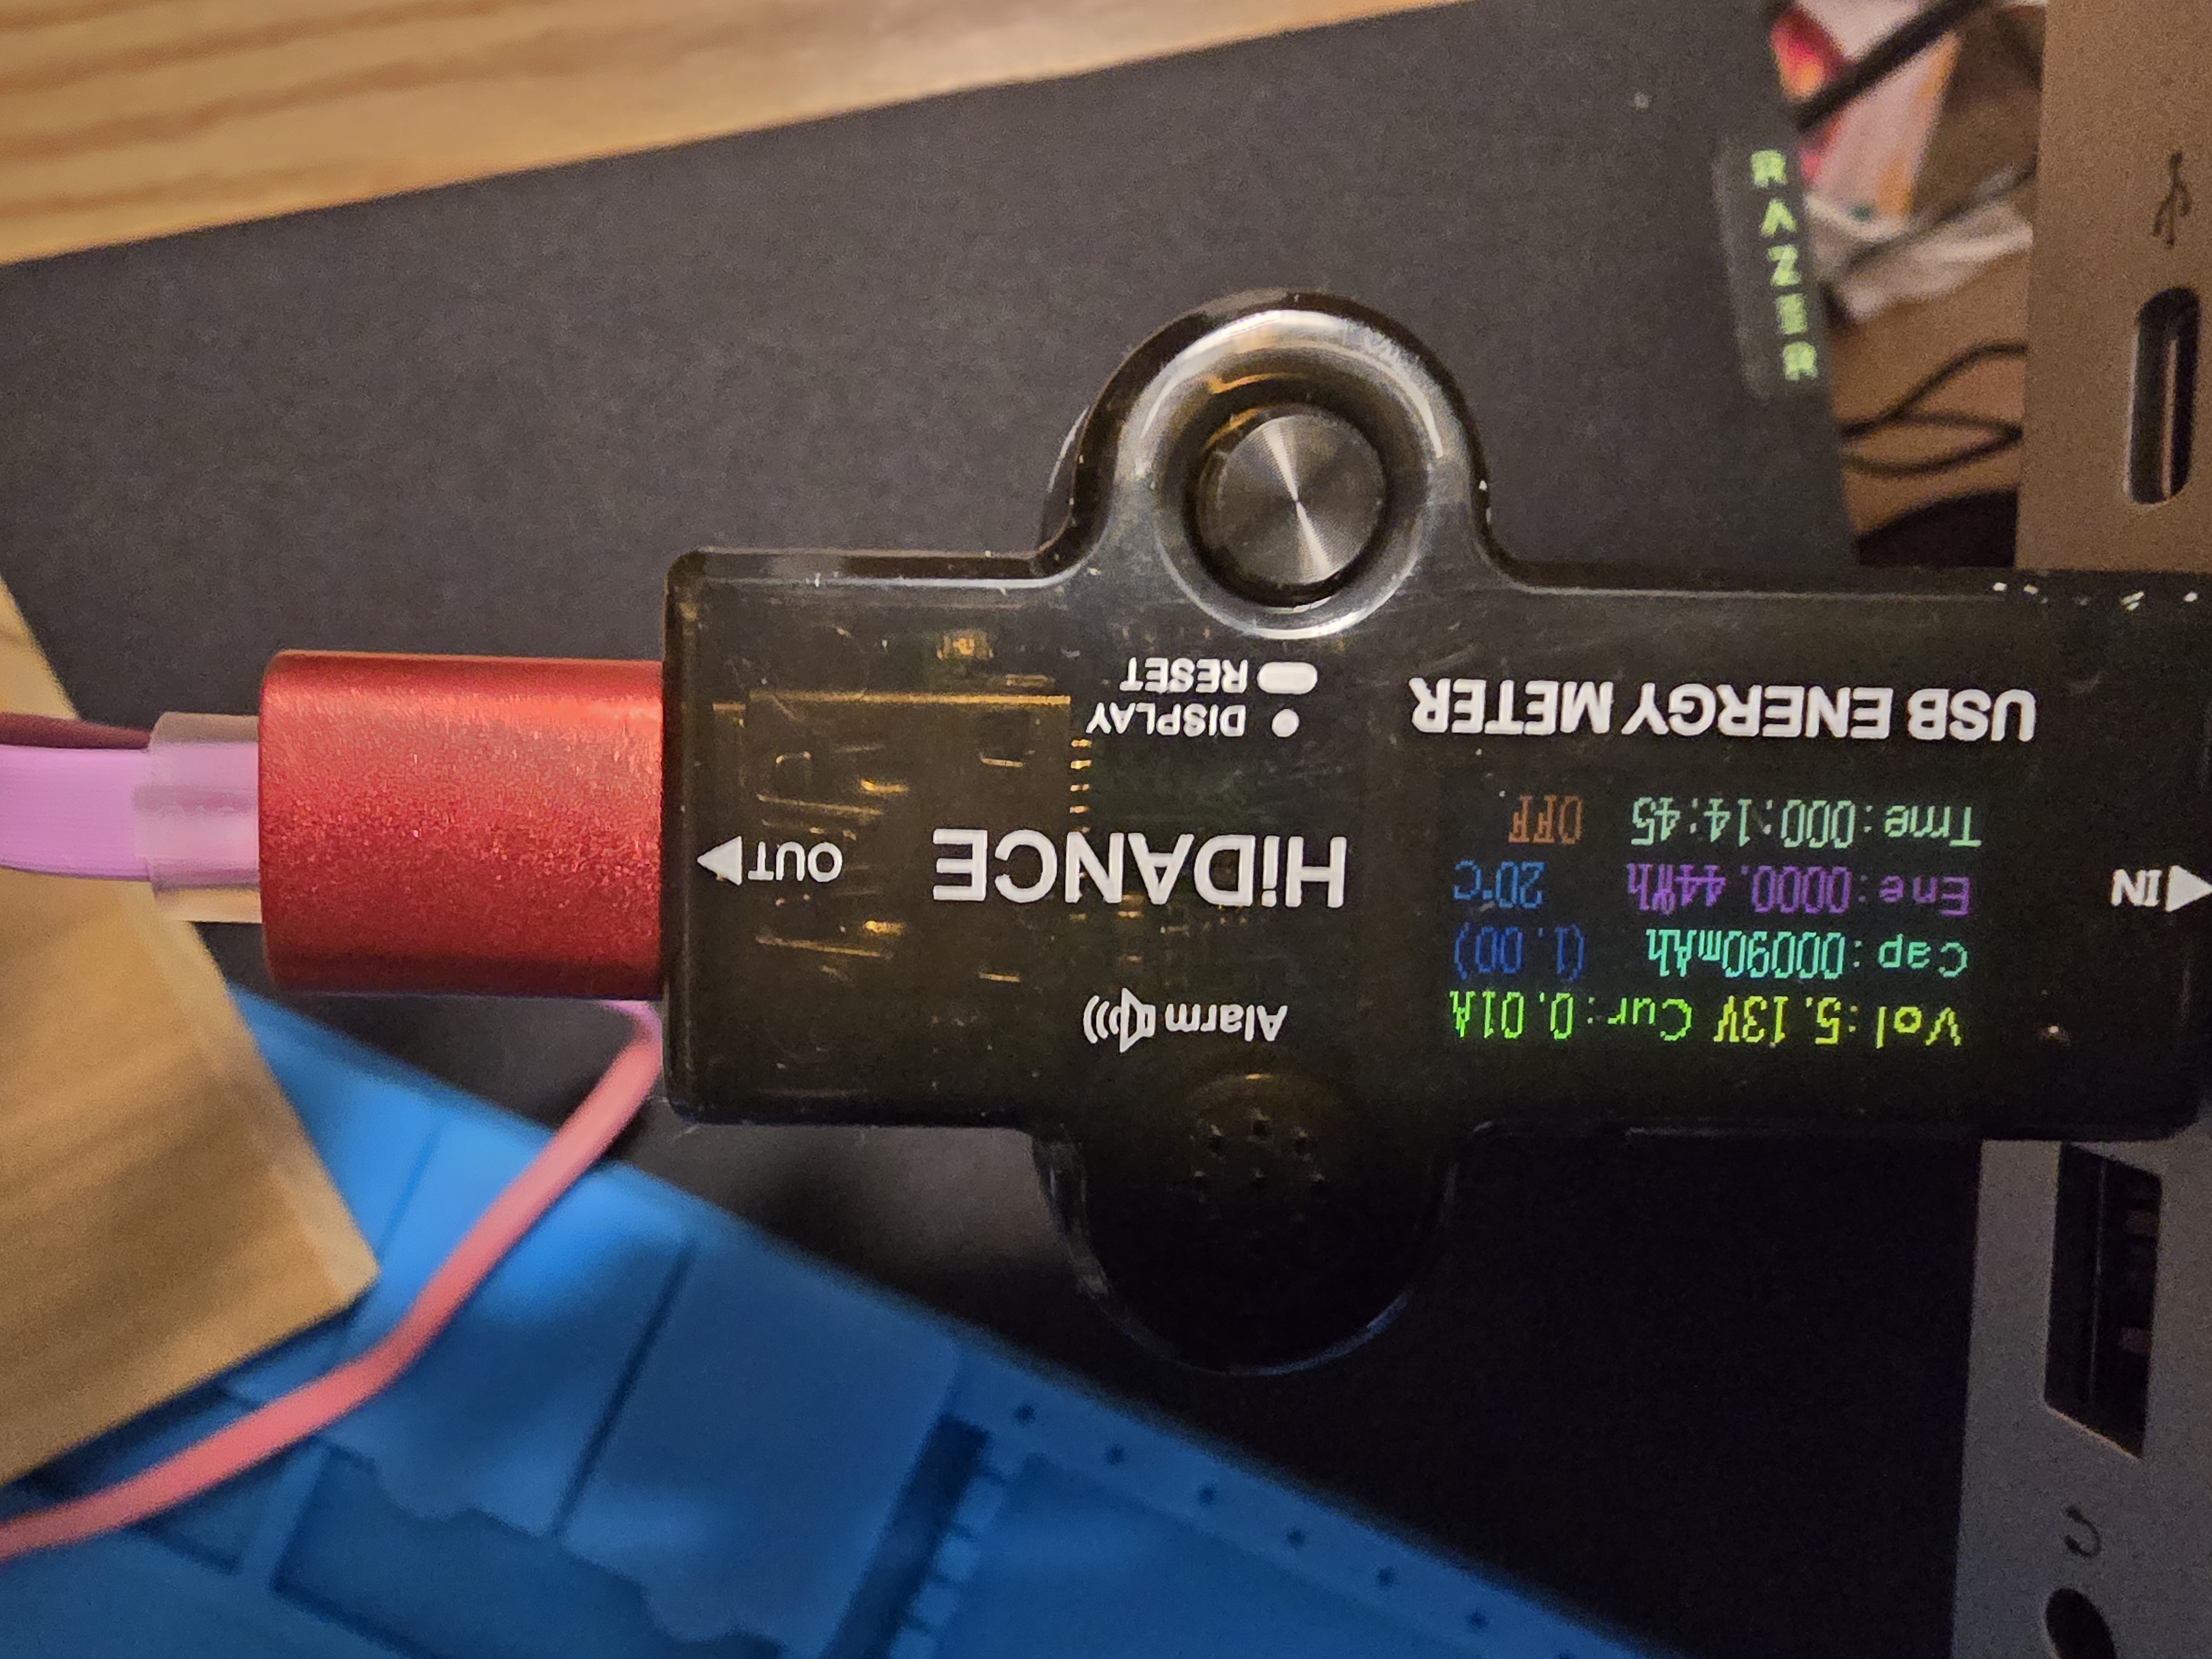 Vol:5.13V Cur:0.01A
Cap:00090mAh (1.00)
Ene:0000.44Wh 20°C
Tme:000:14:45 OFF
USB ENERGY METER
IN
Alarm
HiDANCE
DISPLAY
RESET
OUT
RAZER